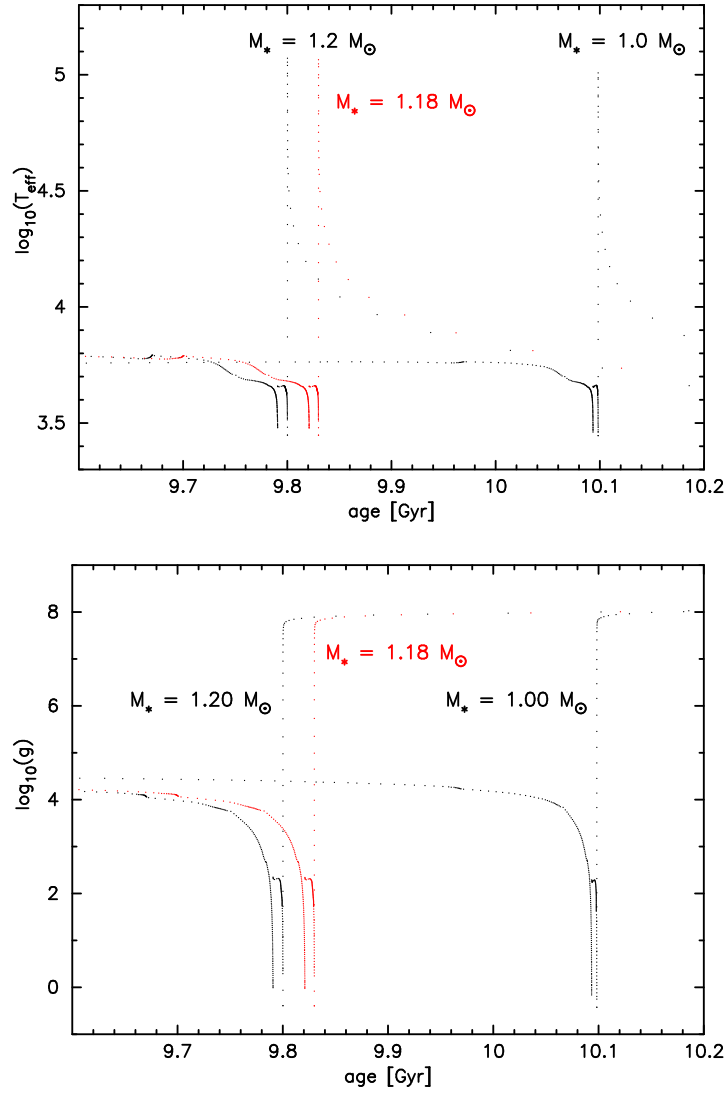 M* = 1.2 M⊙
M* = 1.0 M⊙
M* = 1.18 M⊙
5
4.5
4
3.5
log10(Teff)
9.7
9.8
9.9
10
10.1
10.2
age [Gyr]
8
6
4
2
0
M* = 1.18 M⊙
M* = 1.20 M⊙
M* = 1.00 M⊙
log10(g)
9.7
9.8
9.9
10
10.1
10.2
age [Gyr]